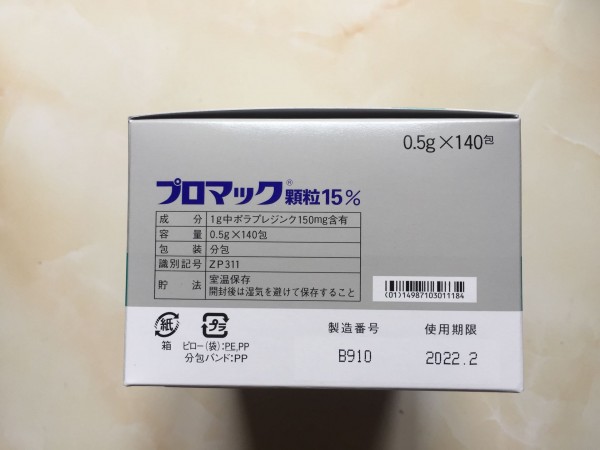 0.5g×140包
プロマック®顆粒15%
成分 1g中ポラプレジンク150mg含有
容量 0.5g×140包
包装 分包
識別記号 ZP311
貯法 室温保存
開封後は湿気を避けて保存すること
(01)14987103011184
紙 プラ
箱 ピロー(袋):PE,PP
分包バンド:PP
製造番号 使用期限
B910 2022.2